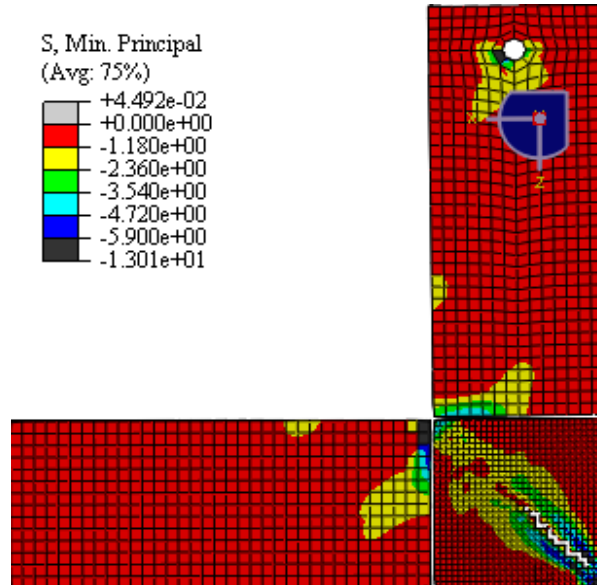 S, Min. Principal
(Avg: 75%)
+4.492e-02
+0.000e+00
-1.180e+00
-2.360e+00
-3.540e+00
-4.720e+00
-5.900e+00
-1.301e+01
X
Z